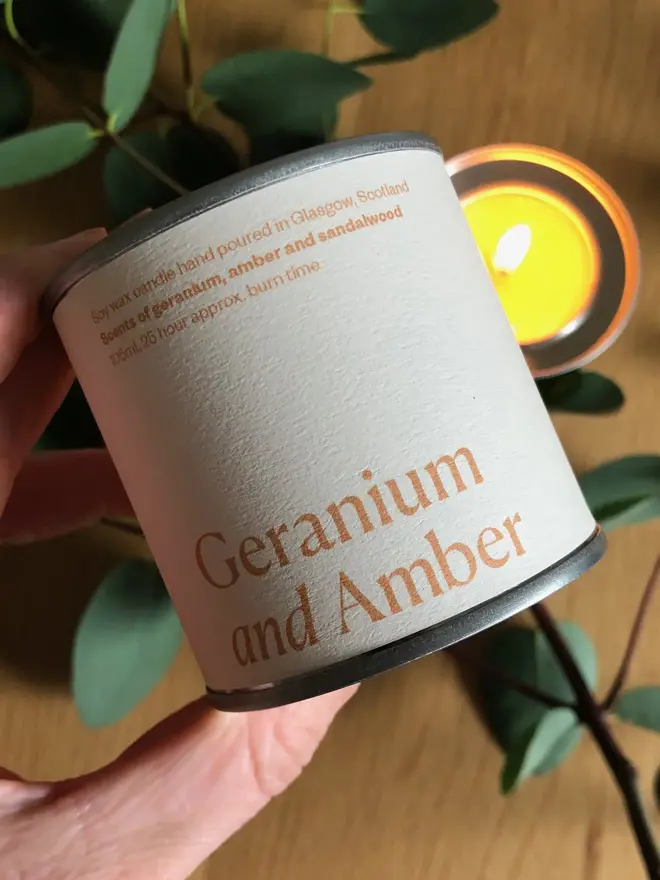 Soy wax candle hand poured in Glasgow, Scotland
Scents of geranium, amber and sandalwood
105ml, 25 hour approx. burn time.
Geranium
and Amber